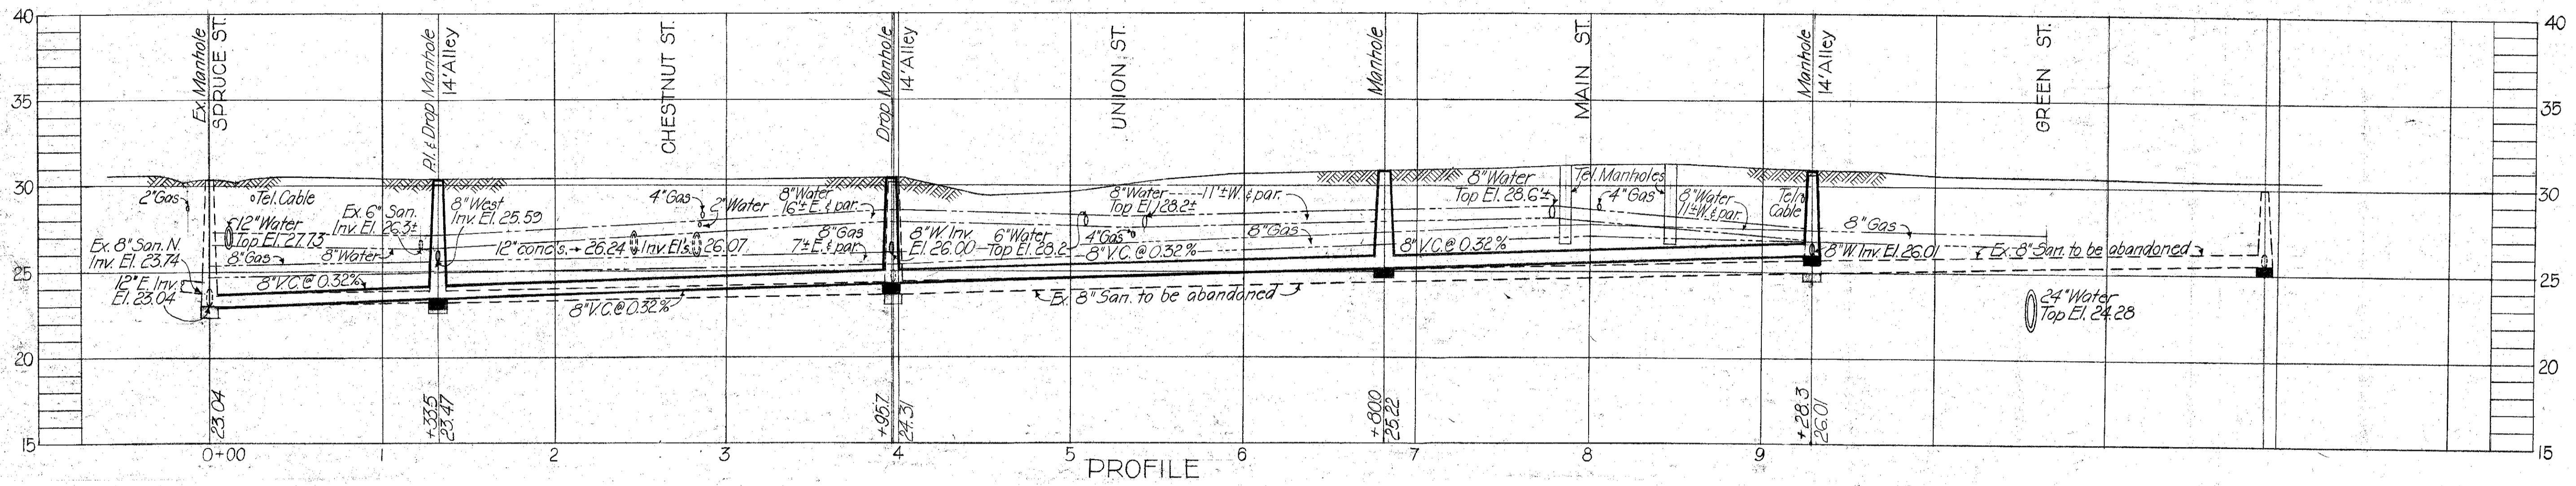 40
35
30
25
20
15
Ex. Manhole
SPRUCE ST.
P.I. & Drop Manhole
14' Alley
CHESTNUT ST.
Drop Manhole
14' Alley
UNION ST.
Manhole
MAIN ST.
Manhole
14' Alley
GREEN ST.
40
35
30
25
20
15
2" Gas
Tel. Cable
12" Water
Top El. 27.73
Ex. 8" San. N.
Inv. El. 23.74
8" Gas
12" E. Inv.
El. 23.04
8" V.C. @ 0.32%
Ex. 6" San.
Inv. El. 26.3±
8" Water
8" West
Inv. El. 25.59
4" Gas
2" Water
12" conc s. → 26.24
Inv. El's
26.07
8" V.C. @ 0.32%
8" Water
16'± E. & par.
8" Gas
7'± E. & par.
8" W. Inv.
El. 26.00
6" Water
Top El. 28.2
8" Water
Top El. 28.2±
4" Gas
8" V.C. @ 0.32%
11'± W. & par.
8" Gas
Ex. 8" San. to be abandoned
8" V.C. @ 0.32%
8" Water
Top El. 28.6'±
Tel. Manholes
4" Gas
8" Water
11'± W. & par.
Tel.
Cable
8" W. Inv. El. 26.01
8" Gas
Ex. 8" San. to be abandoned
24" Water
Top El. 24.28
23.04
+33.5
23.47
+95.7
24.31
+80.0
25.22
+28.3
26.01
0+00
1
2
3
4
5
6
7
8
9
PROFILE